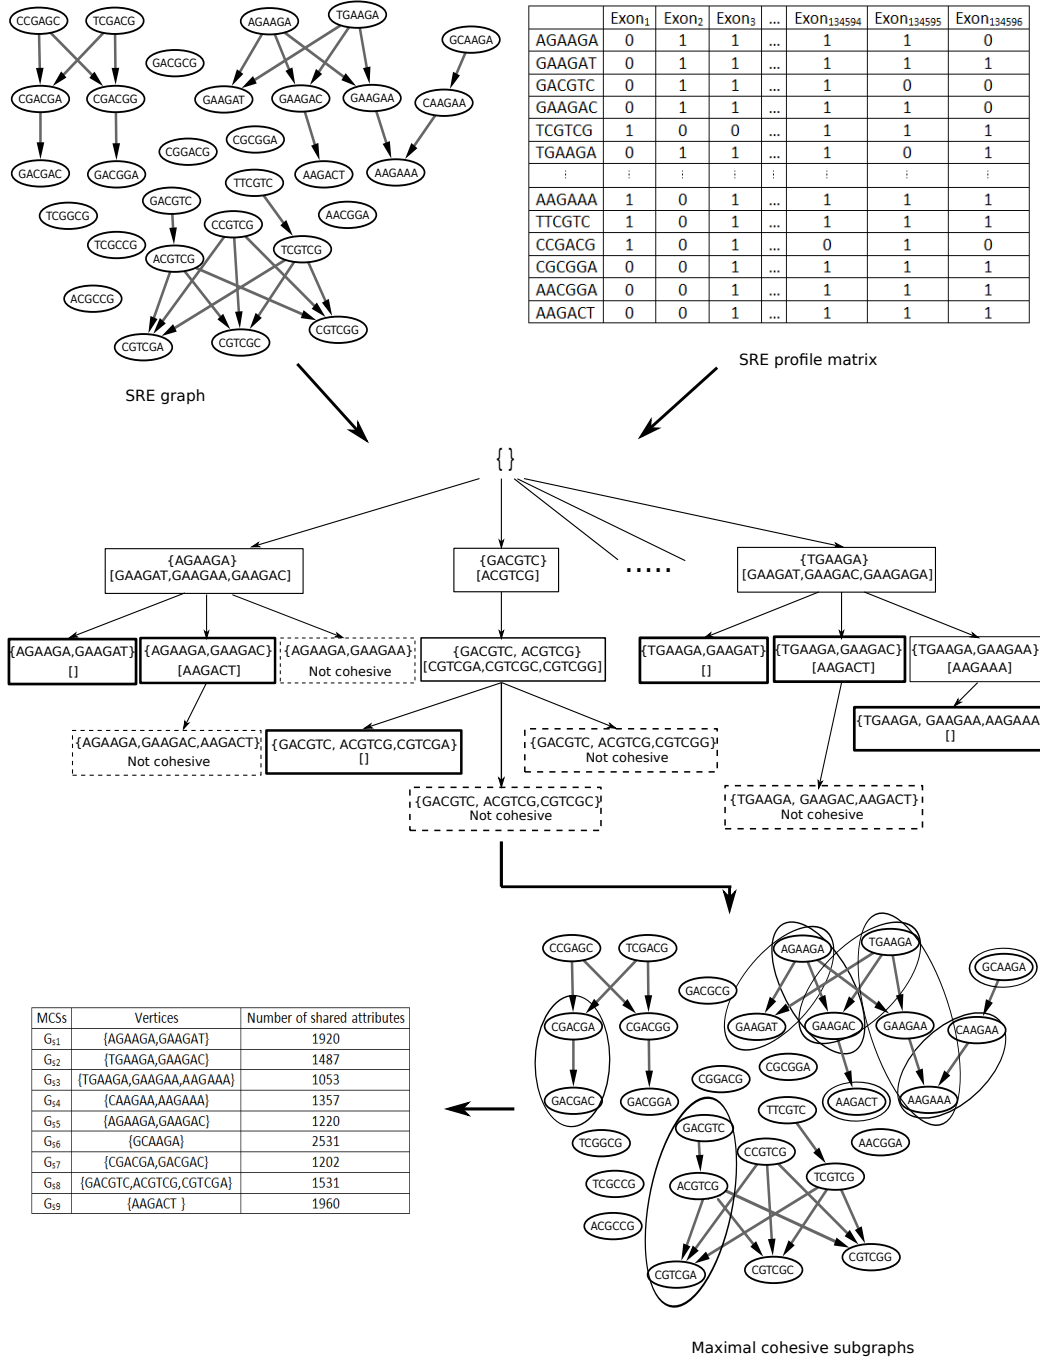 CCGAGC
TCGACG
AGAAGA
TGAAGA
GCAAGA
GACGCG
CGACGA
CGACGG
GAAGAT
GAAGAC
GAAGAA
CAAGAA
CGGACG
CGCGGA
GACGAC
GACGGA
AAGACT
AAGAAA
TTCGTC
GACGTC
TCGGCG
AACGGA
CCGTCG
TCGCCG
ACGTCG
TCGTCG
ACGCCG
CGTCGA
CGTCGC
CGTCGG
SRE graph
Exon1 Exon2 Exon3 ... Exon134594 Exon134595 Exon134596
AGAAGA 0 1 1 ... 1 1 0
GAAGAT 0 1 1 ... 1 1 1
GACGTC 0 1 1 ... 1 0 0
GAAGAC 0 1 1 ... 1 1 0
TCGTCG 1 0 0 ... 1 1 1
TGAAGA 0 1 1 ... 1 0 1
⋮ ⋮ ⋮ ⋮ ⋮ ⋮ ⋮ ⋮
AAGAAA 1 0 1 ... 1 1 1
TTCGTC 1 0 1 ... 1 1 1
CCGACG 1 0 1 ... 0 1 0
CGCGGA 0 0 1 ... 1 1 1
AACGGA 0 0 1 ... 1 1 1
AAGACT 0 0 1 ... 1 1 1
SRE profile matrix
{ }
{AGAAGA}
[GAAGAT,GAAGAA,GAAGAC]
{GACGTC}
[ACGTCG]
.....
{TGAAGA}
[GAAGAT,GAAGAC,GAAGAGA]
{AGAAGA,GAAGAT}
[]
{AGAAGA,GAAGAC}
[AAGACT]
{AGAAGA,GAAGAA}
Not cohesive
{GACGTC, ACGTCG}
[CGTCGA,CGTCGC,CGTCGG]
{TGAAGA,GAAGAT}
[]
{TGAAGA,GAAGAC}
[AAGACT]
{TGAAGA,GAAGAA}
[AAGAAA]
{AGAAGA,GAAGAC,AAGACT}
Not cohesive
{GACGTC, ACGTCG,CGTCGA}
[]
{GACGTC, ACGTCG,CGTCGG}
Not cohesive
{TGAAGA, GAAGAA,AAGAAA}
[]
{GACGTC, ACGTCG,CGTCGC}
Not cohesive
{TGAAGA, GAAGAC,AAGACT}
Not cohesive
MCSs Vertices Number of shared attributes
Gs1 {AGAAGA,GAAGAT} 1920
Gs2 {TGAAGA,GAAGAC} 1487
Gs3 {TGAAGA,GAAGAA,AAGAAA} 1053
Gs4 {CAAGAA,AAGAAA} 1357
Gs5 {AGAAGA,GAAGAC} 1220
Gs6 {GCAAGA} 2531
Gs7 {CGACGA,GACGAC} 1202
Gs8 {GACGTC,ACGTCG,CGTCGA} 1531
Gs9 {AAGACT } 1960
CCGAGC
TCGACG
AGAAGA
TGAAGA
GCAAGA
GACGCG
CGACGA
CGACGG
GAAGAT
GAAGAC
GAAGAA
CAAGAA
CGGACG
CGCGGA
GACGAC
GACGGA
AAGACT
AAGAAA
TTCGTC
GACGTC
TCGGCG
AACGGA
CCGTCG
TCGCCG
ACGTCG
TCGTCG
ACGCCG
CGTCGA
CGTCGC
CGTCGG
Maximal cohesive subgraphs